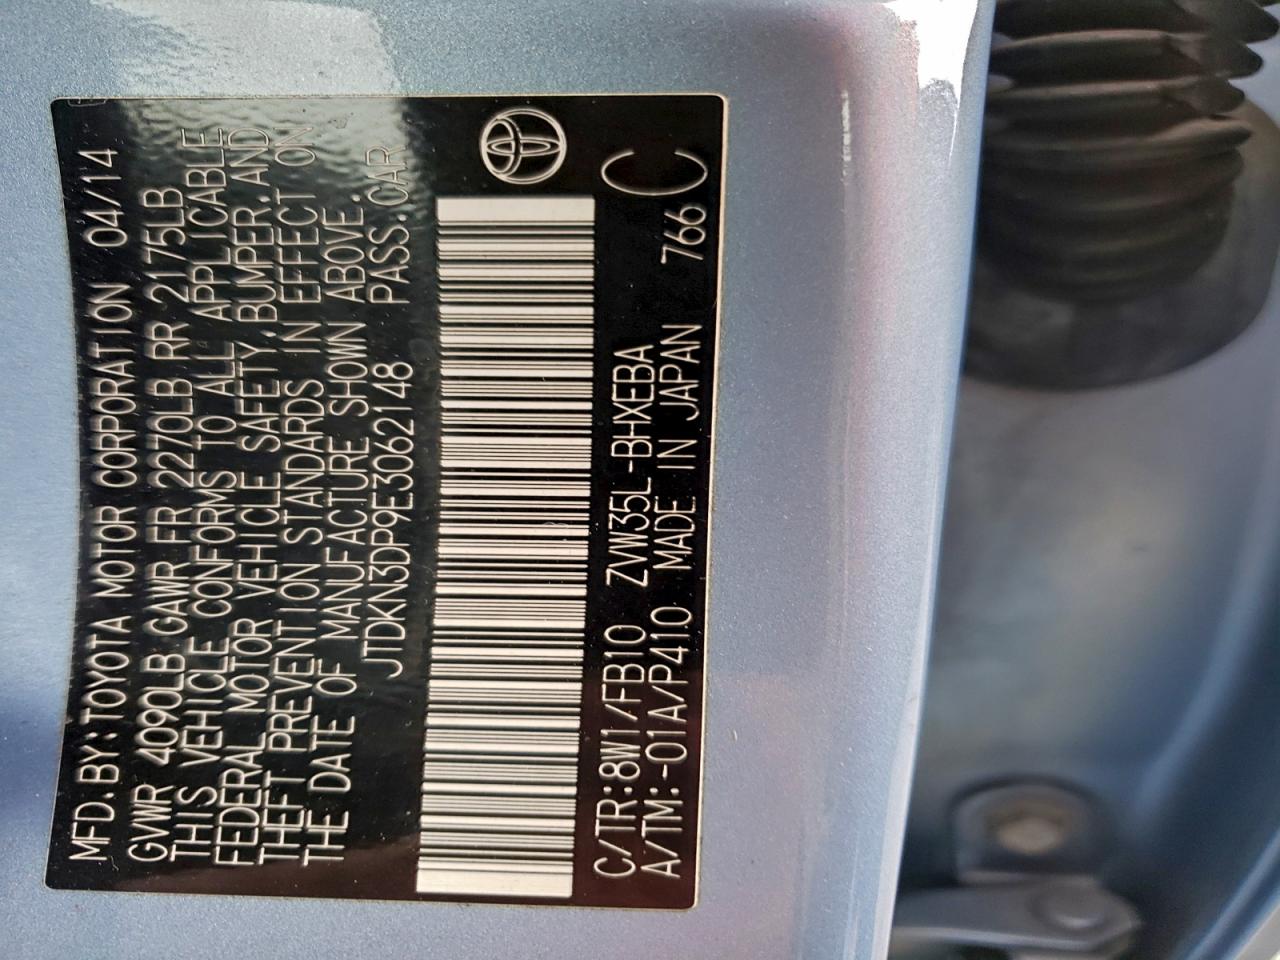 MFD.BY:TOYOTA MOTOR CORPORATION 04/14
GVWR 4090LB GAWR FR 2270LB RR 2175LB
THIS VEHICLE CONFORMS TO ALL APPLICABLE
FEDERAL MOTOR VEHICLE SAFETY,BUMPER,AND
THEFT PREVENTION STANDARDS IN EFFECT ON
THE DATE OF MANUFACTURE SHOWN ABOVE.
JTDKN3DP9E3062148 PASS.CAR
C/TR:8W1/FB10 ZVW35L-BHXEBA C
A/TM:-01A/P410 MADE IN JAPAN 766